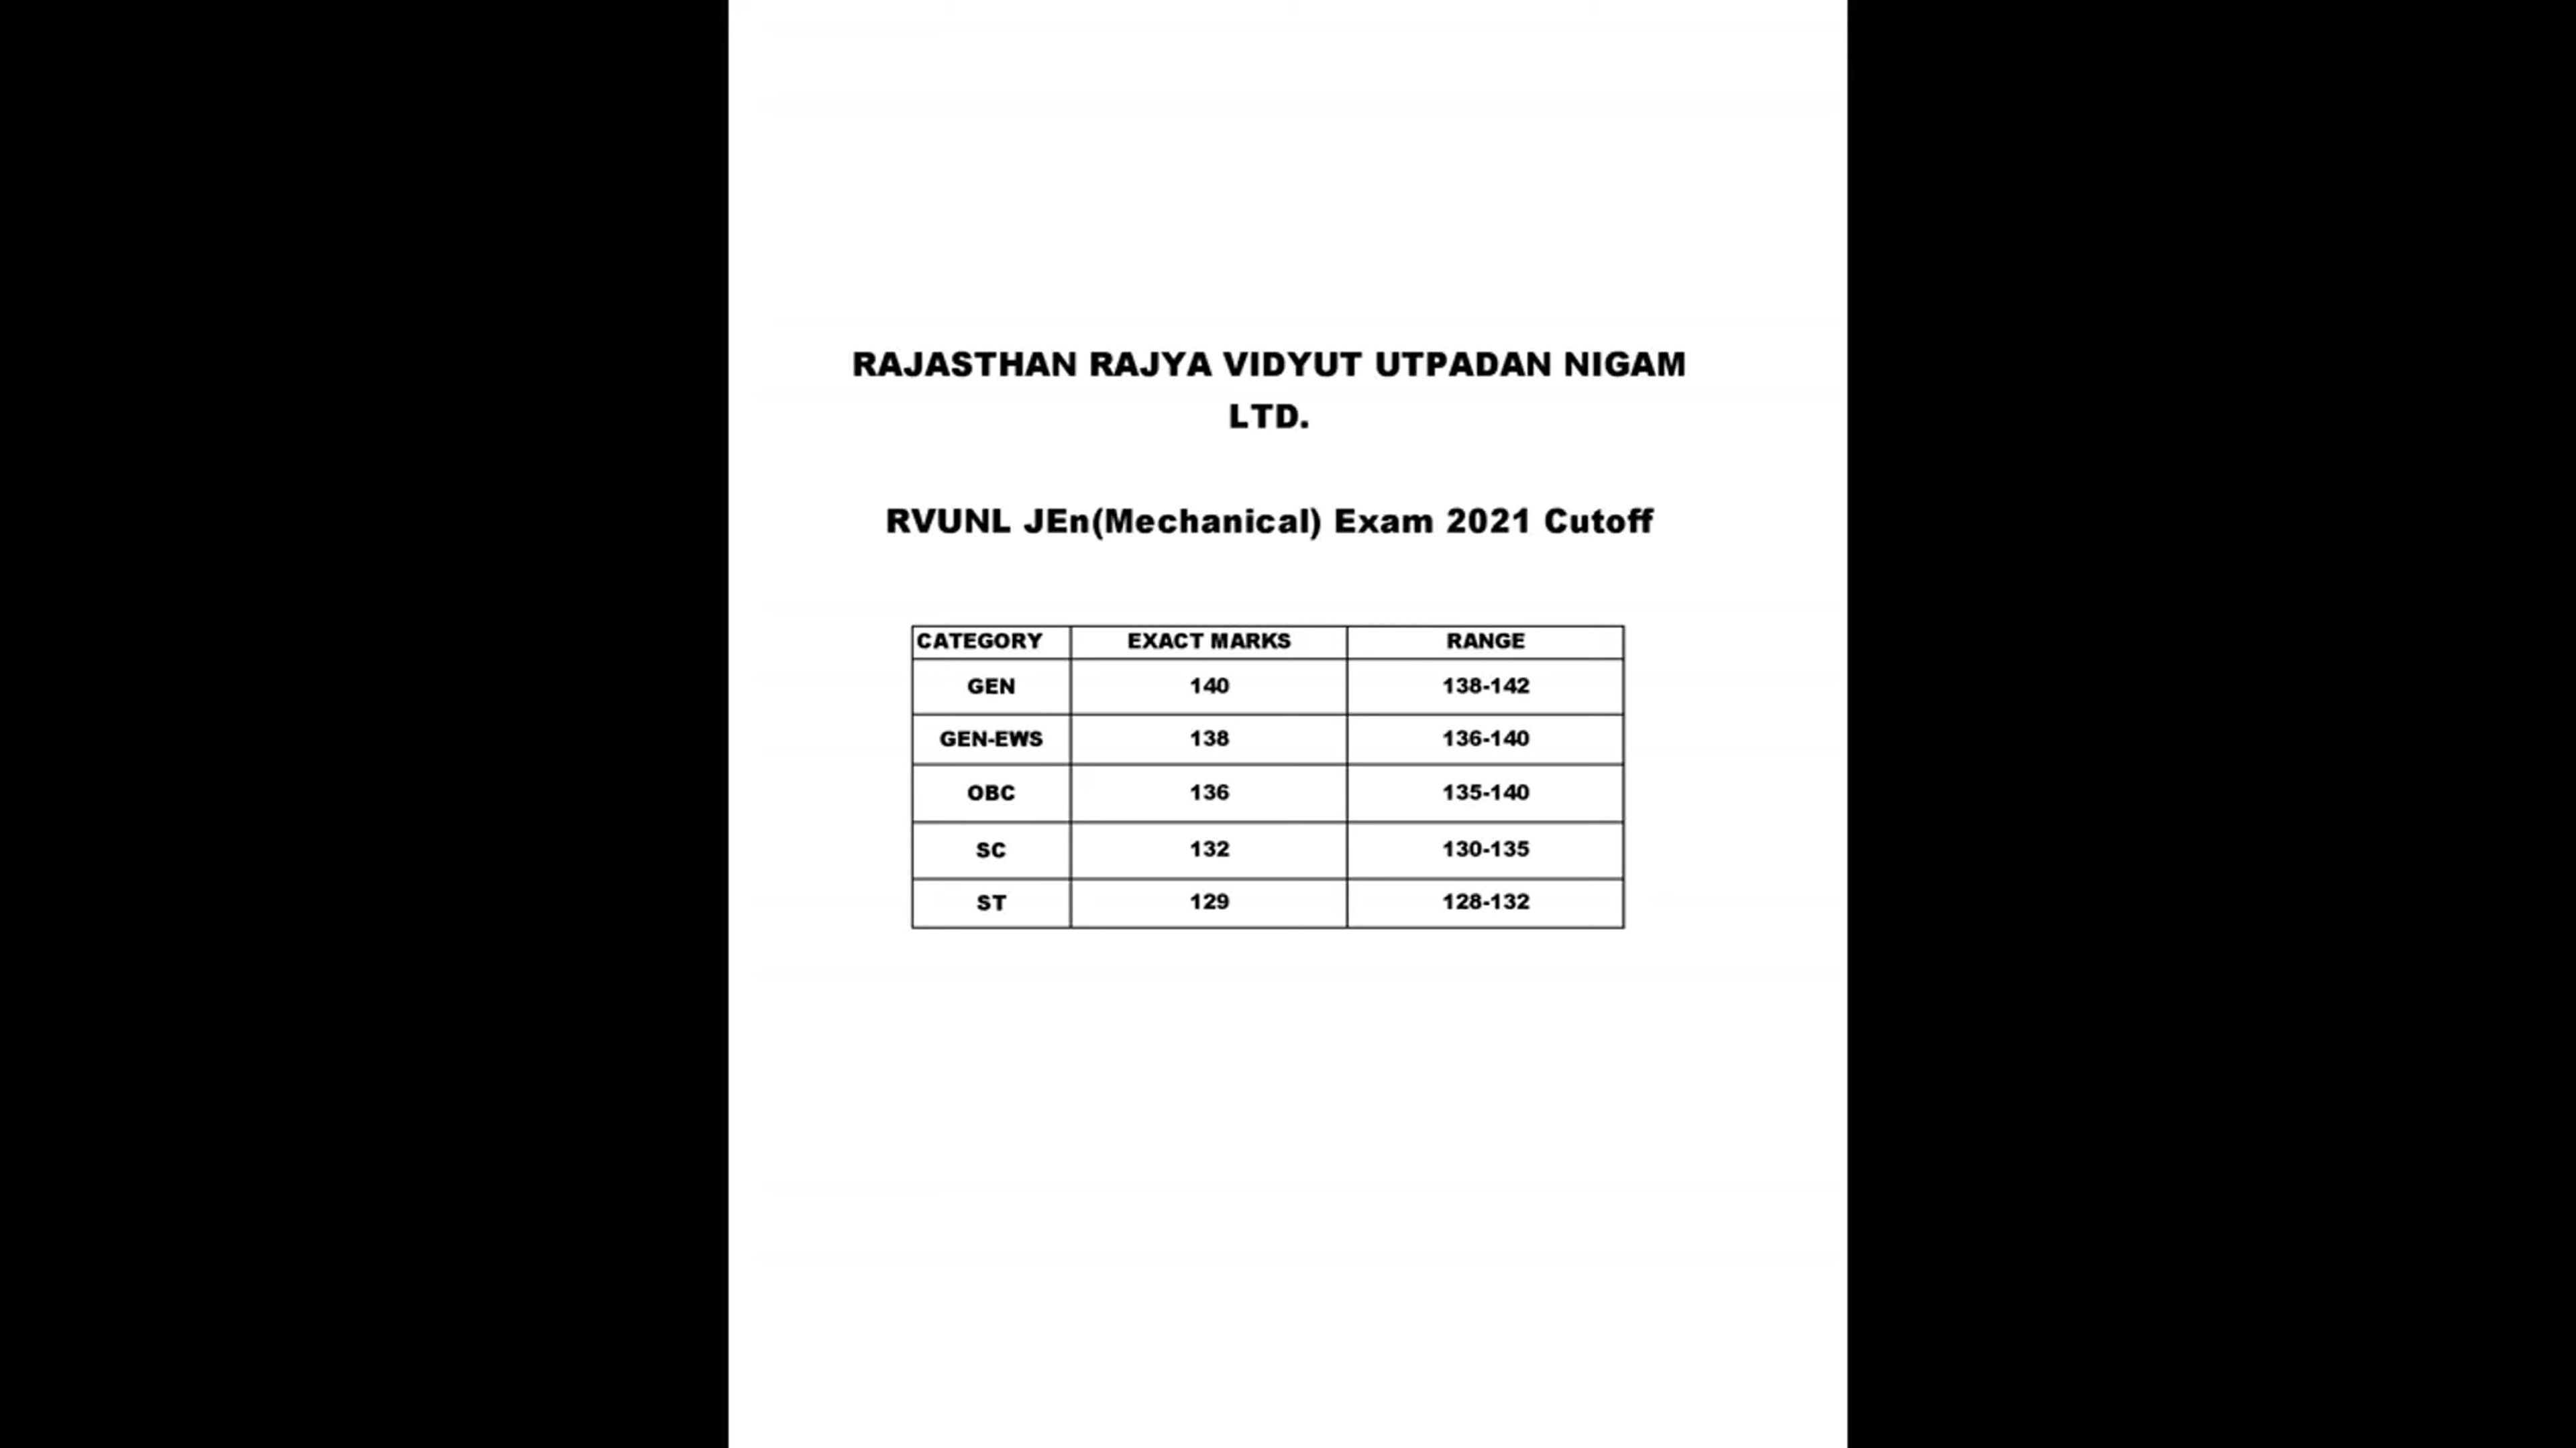 RAJASTHAN RAJYA VIDYUT UTPADAN NIGAM
LTD.
RVUNL JEn(Mechanical) Exam 2021 Cutoff
CATEGORY EXACT MARKS RANGE
GEN 140 138-142
GEN-EWS 138 136-140
OBC 136 135-140
SC 132 130-135
ST 129 128-132